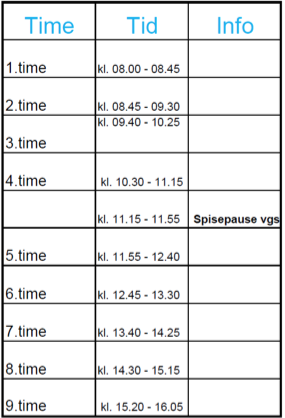 Time Tid Info
1.time kl. 08.00 - 08.45
2.time kl. 08.45 - 09.30
3.time kl. 09.40 - 10.25
4.time kl. 10.30 - 11.15
kl. 11.15 - 11.55 Spisepause vgs
5.time kl. 11.55 - 12.40
6.time kl. 12.45 - 13.30
7.time kl. 13.40 - 14.25
8.time kl. 14.30 - 15.15
9.time kl. 15.20 - 16.05